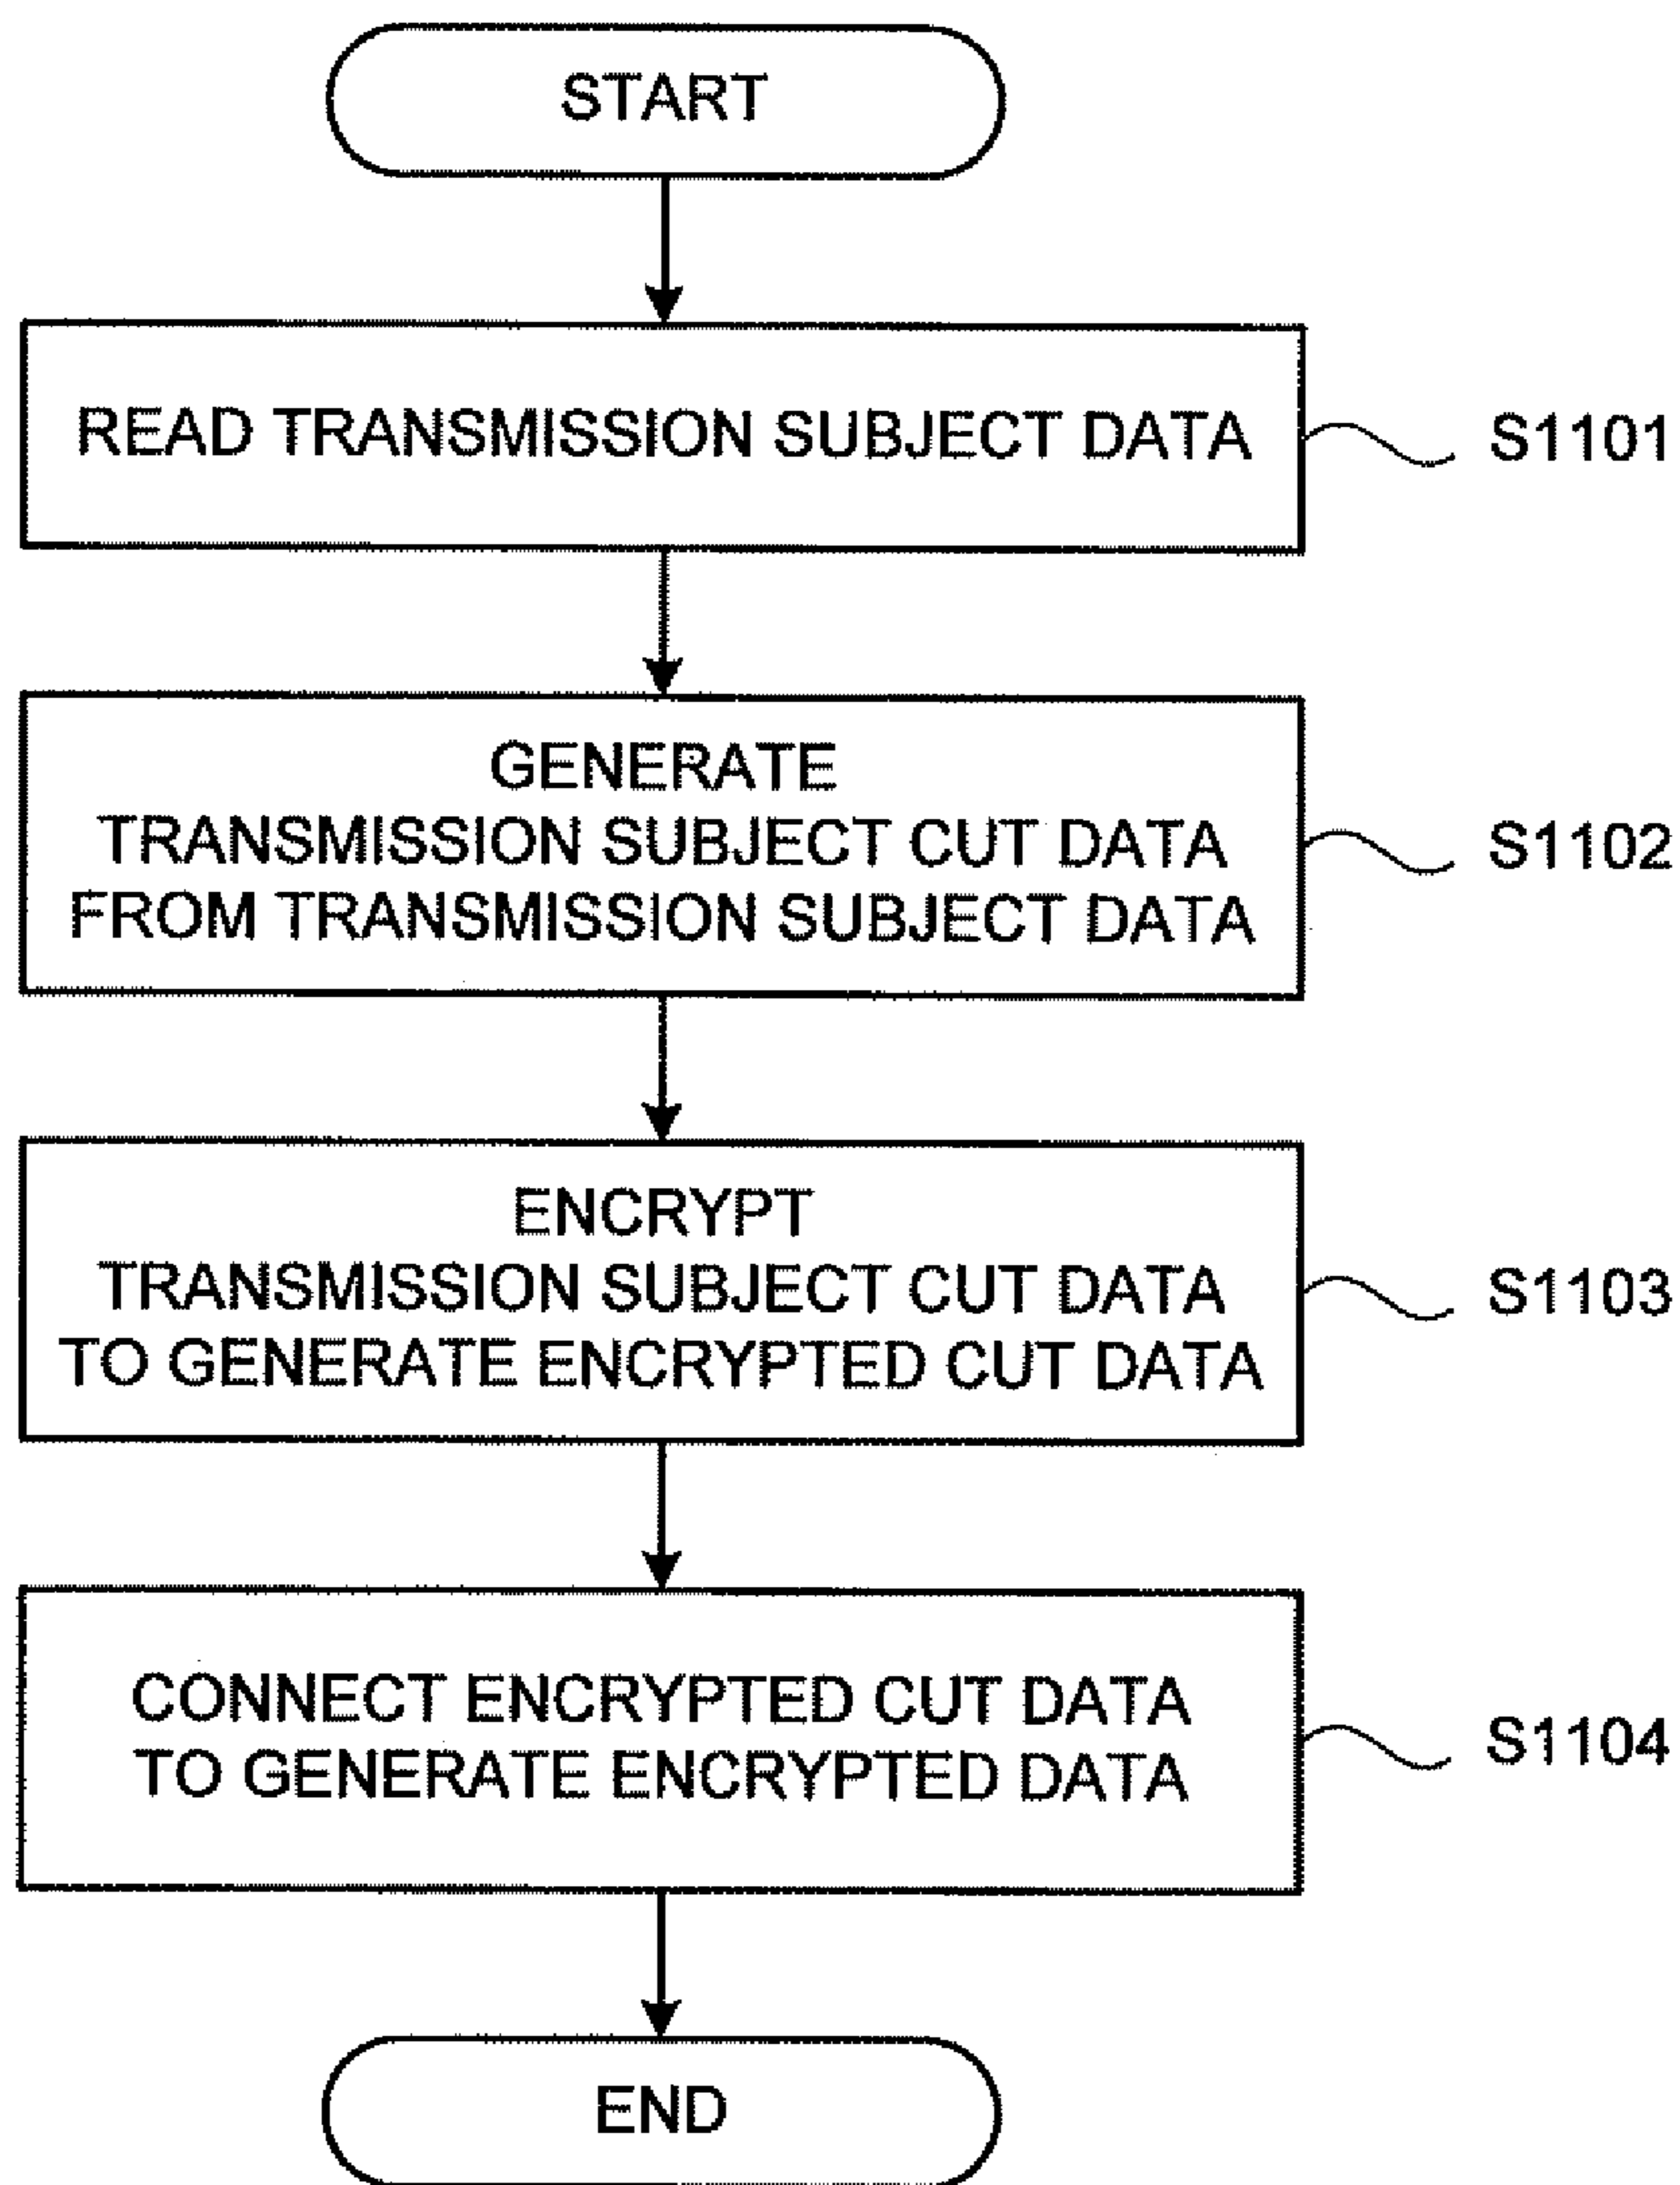 START
READ TRANSMISSION SUBJECT DATA
S1101
GENERATE
TRANSMISSION SUBJECT CUT DATA
FROM TRANSMISSION SUBJECT DATA
S1102
ENCRYPT
TRANSMISSION SUBJECT CUT DATA
TO GENERATE ENCRYPTED CUT DATA
S1103
CONNECT ENCRYPTED CUT DATA
TO GENERATE ENCRYPTED DATA
S1104
END